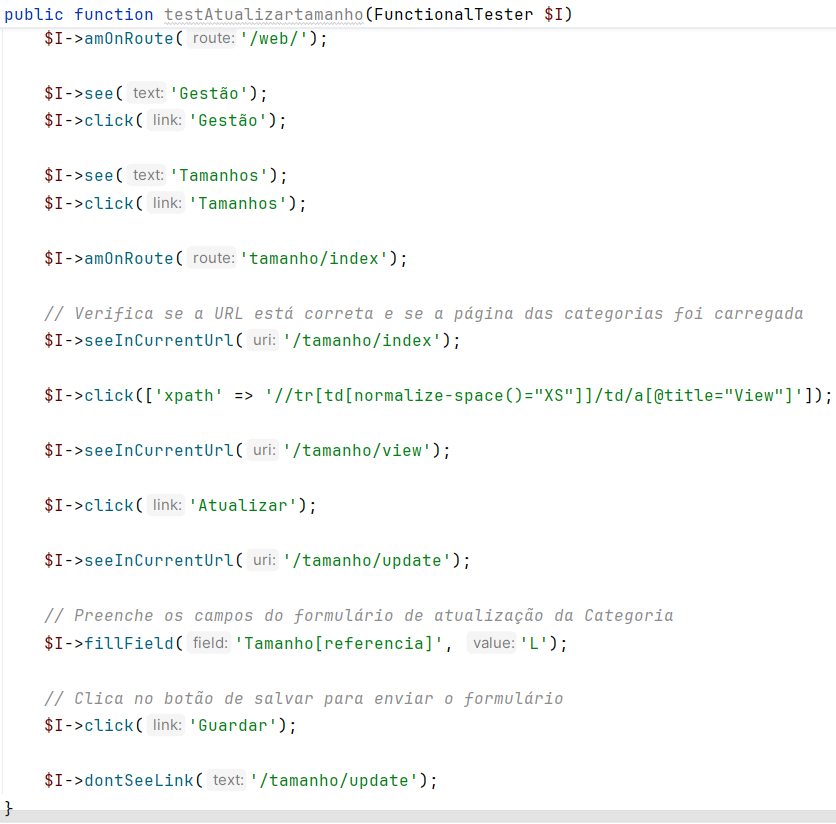 public function testAtualizartamanho(FunctionalTester $I)
$I->amOnRoute( route: '/web/');
$I->see( text: 'Gestão');
$I->click( link: 'Gestão');
$I->see( text: 'Tamanhos');
$I->click( link: 'Tamanhos');
$I->amOnRoute( route: 'tamanho/index');
// Verifica se a URL está correta e se a página das categorias foi carregada
$I->seeInCurrentUrl( uri: '/tamanho/index');
$I->click(['xpath' => '//tr[td[normalize-space()="XS"]]/td/a[@title="View"]']);
$I->seeInCurrentUrl( uri: '/tamanho/view');
$I->click( link: 'Atualizar');
$I->seeInCurrentUrl( uri: '/tamanho/update');
// Preenche os campos do formulário de atualização da Categoria
$I->fillField( field: 'Tamanho[referencia]', value: 'L');
// Clica no botão de salvar para enviar o formulário
$I->click( link: 'Guardar');
$I->dontSeeLink( text: '/tamanho/update');
}